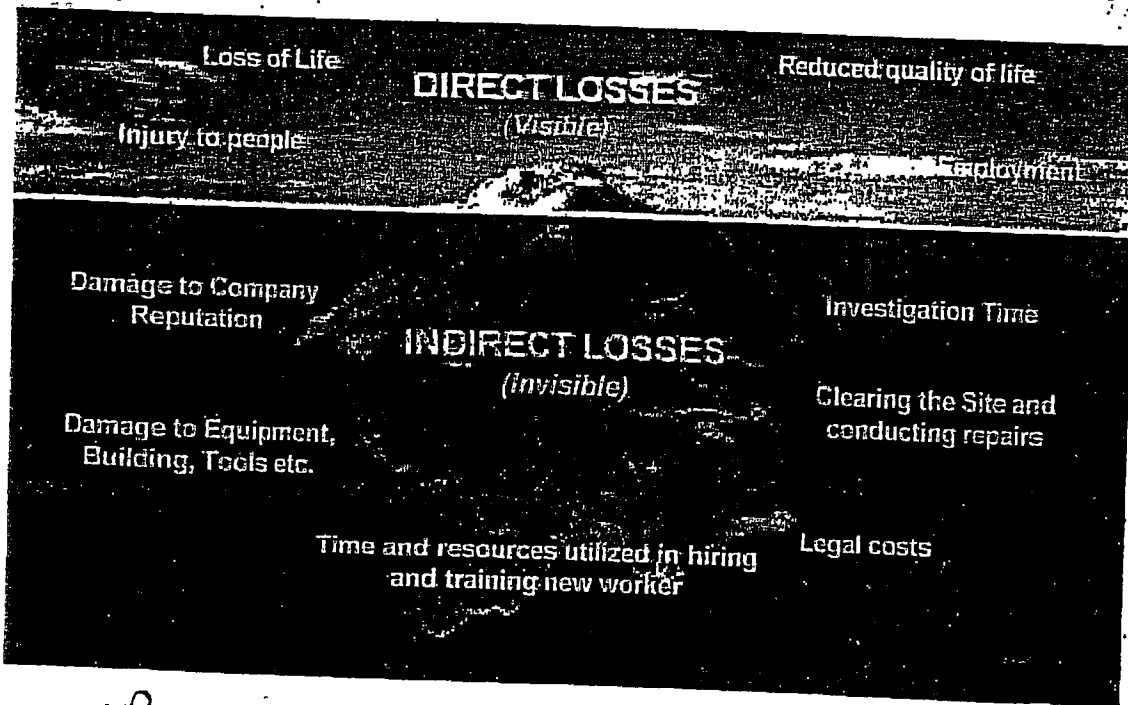 Loss of Life
DIRECT LOSSES
(Visible)
Reduced quality of life
Injury to people
INDIRECT LOSSES
(Invisible)
Damage to Company
Reputation
Investigation Time
Damage to Equipment,
Building, Tools etc.
Clearing the Site and
conducting repairs
Time and resources utilized in hiring
and training new worker
Legal costs